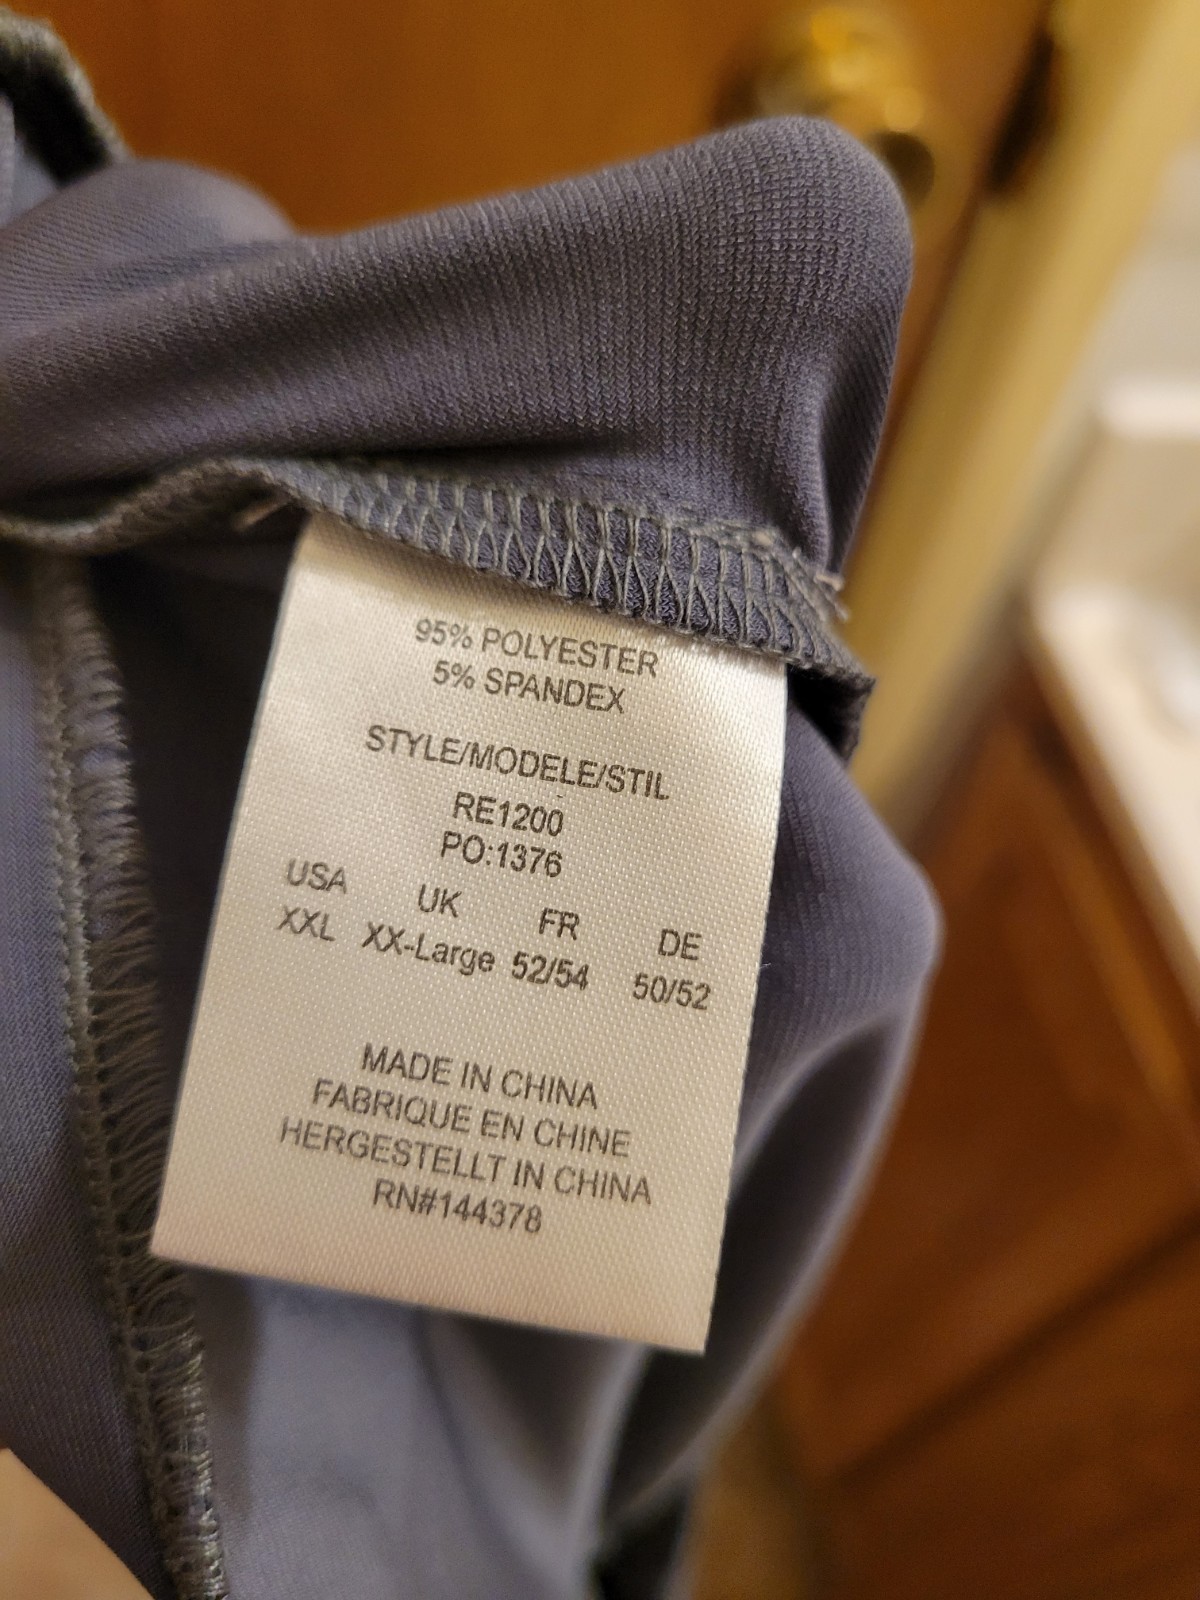 95% POLYESTER
5% SPANDEX
STYLE/MODELE/STIL
RE1200
PO:1376
USA UK FR DE
XXL XX-Large 52/54 50/52
MADE IN CHINA
FABRIQUE EN CHINE
HERGESTELLT IN CHINA
RN#144378